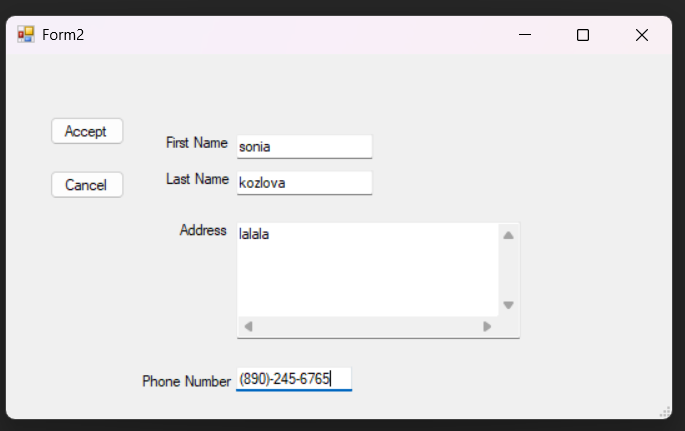 Form2
Accept
First Name sonia
Cancel
Last Name kozlova
Address lalala
Phone Number (890)-245-6765